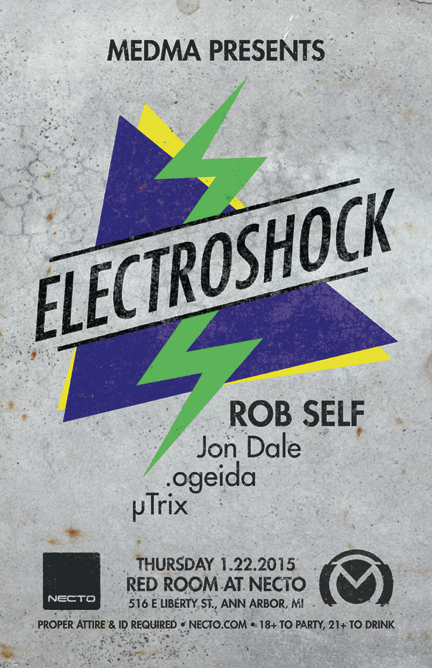 MEDMA PRESENTS
ELECTROSHOCK
ROB SELF
Jon Dale
.ogeida
µTrix
THURSDAY 1.22.2015
RED ROOM AT NECTO
516 E LIBERTY ST., ANN ARBOR, MI
NECTO
PROPER ATTIRE & ID REQUIRED • NECTO.COM • 18+ TO PARTY, 21+ TO DRINK